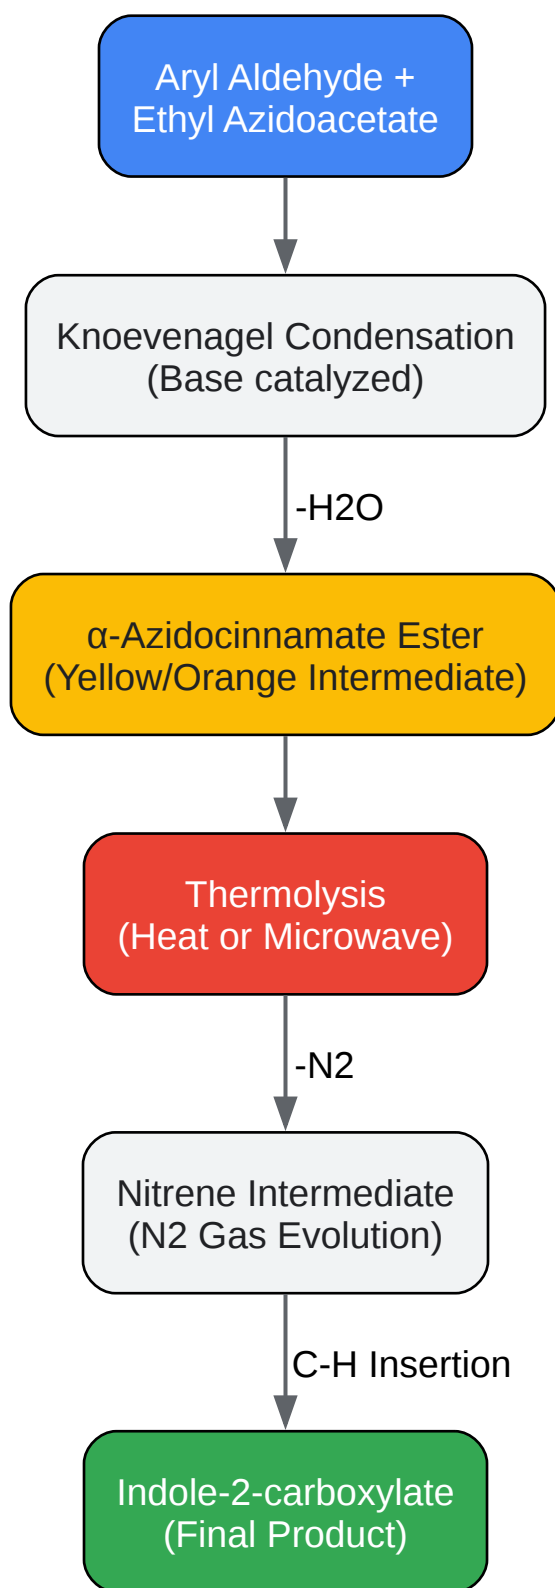 Aryl Aldehyde +
Ethyl Azidoacetate
Knoevenagel Condensation
(Base catalyzed)
-H2O
α-Azidocinnamate Ester
(Yellow/Orange Intermediate)
Thermolysis
(Heat or Microwave)
-N2
Nitrene Intermediate
(N2 Gas Evolution)
C-H Insertion
Indole-2-carboxylate
(Final Product)